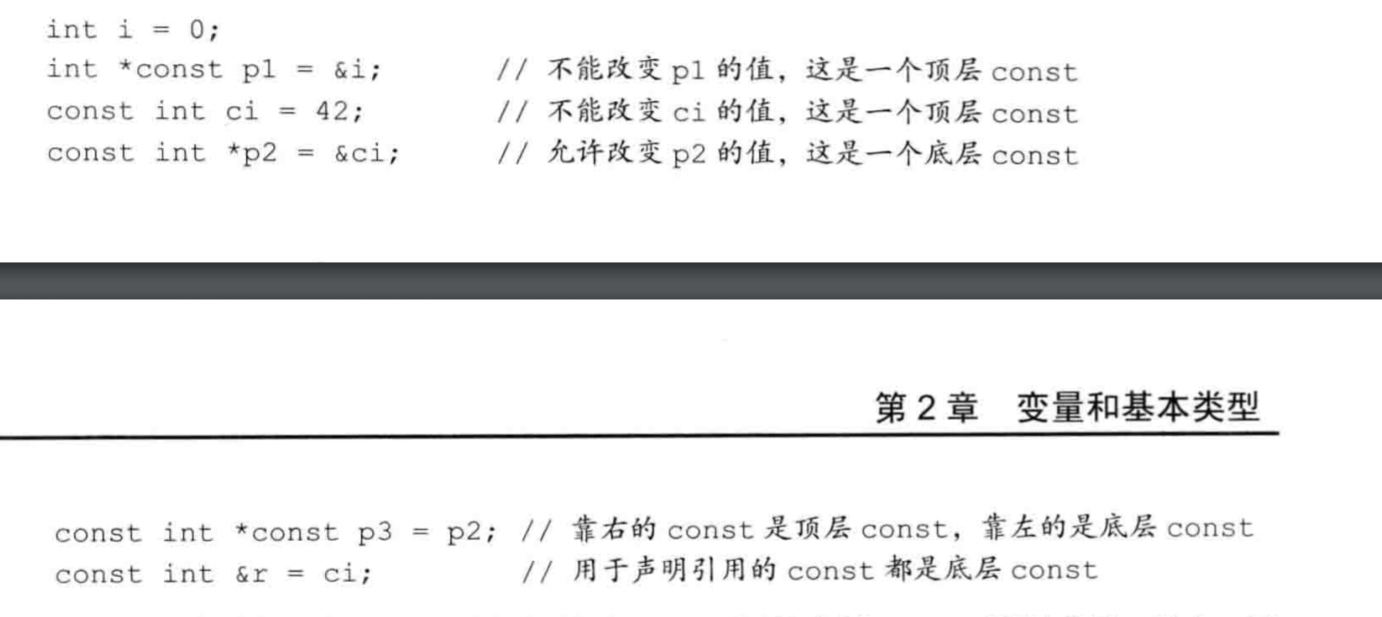 int i = 0;
int *const p1 = &i; // 不能改变 p1 的值，这是一个顶层 const
const int ci = 42; // 不能改变 ci 的值，这是一个顶层 const
const int *p2 = &ci; // 允许改变 p2 的值，这是一个底层 const
第 2 章 变量和基本类型
const int *const p3 = p2; // 靠右的 const 是顶层 const，靠左的是底层 const
const int &r = ci; // 用于声明引用的 const 都是底层 const